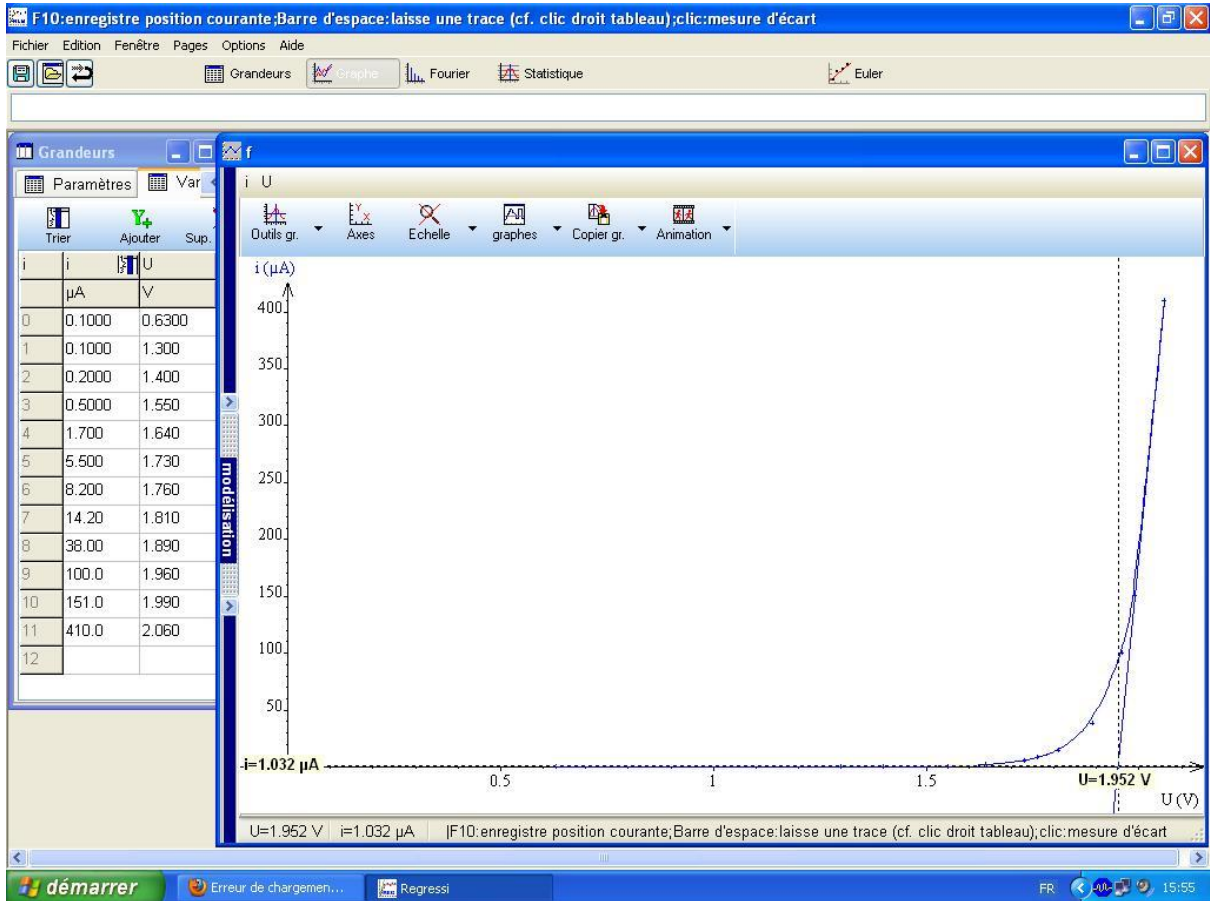 F10:enregistre position courante;Barre d'espace:laisse une trace (cf. clic droit tableau);clic:mesure d'écart
Fichier Edition Fenêtre Pages Options Aide
Grandeurs Graphe Fourier Statistique Euler
Grandeurs
Paramètres Var
Trier Ajouter Sup.
i i U
µA V
0 0.1000 0.6300
1 0.1000 1.300
2 0.2000 1.400
3 0.5000 1.550
4 1.700 1.640
5 5.500 1.730
6 8.200 1.760
7 14.20 1.810
8 38.00 1.890
9 100.0 1.960
10 151.0 1.990
11 410.0 2.060
12
modélisation
f
i U
Outils gr. Axes Echelle graphes Copier gr. Animation
i(µA)
400
350
300
250
200
150
100
50
i=1.032 µA
0.5 1 1.5 U=1.952 V
U(V)
U=1.952 V i=1.032 µA |F10:enregistre position courante;Barre d'espace:laisse une trace (cf. clic droit tableau);clic:mesure d'écart
démarrer Erreur de chargemen... Regressi FR 15:55